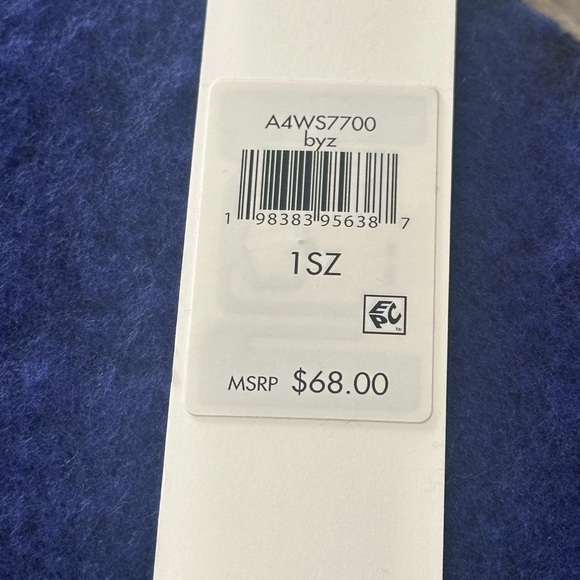 A4WS7700
byz
1 98383 95638 7
1SZ
EPC
MSRP $68.00